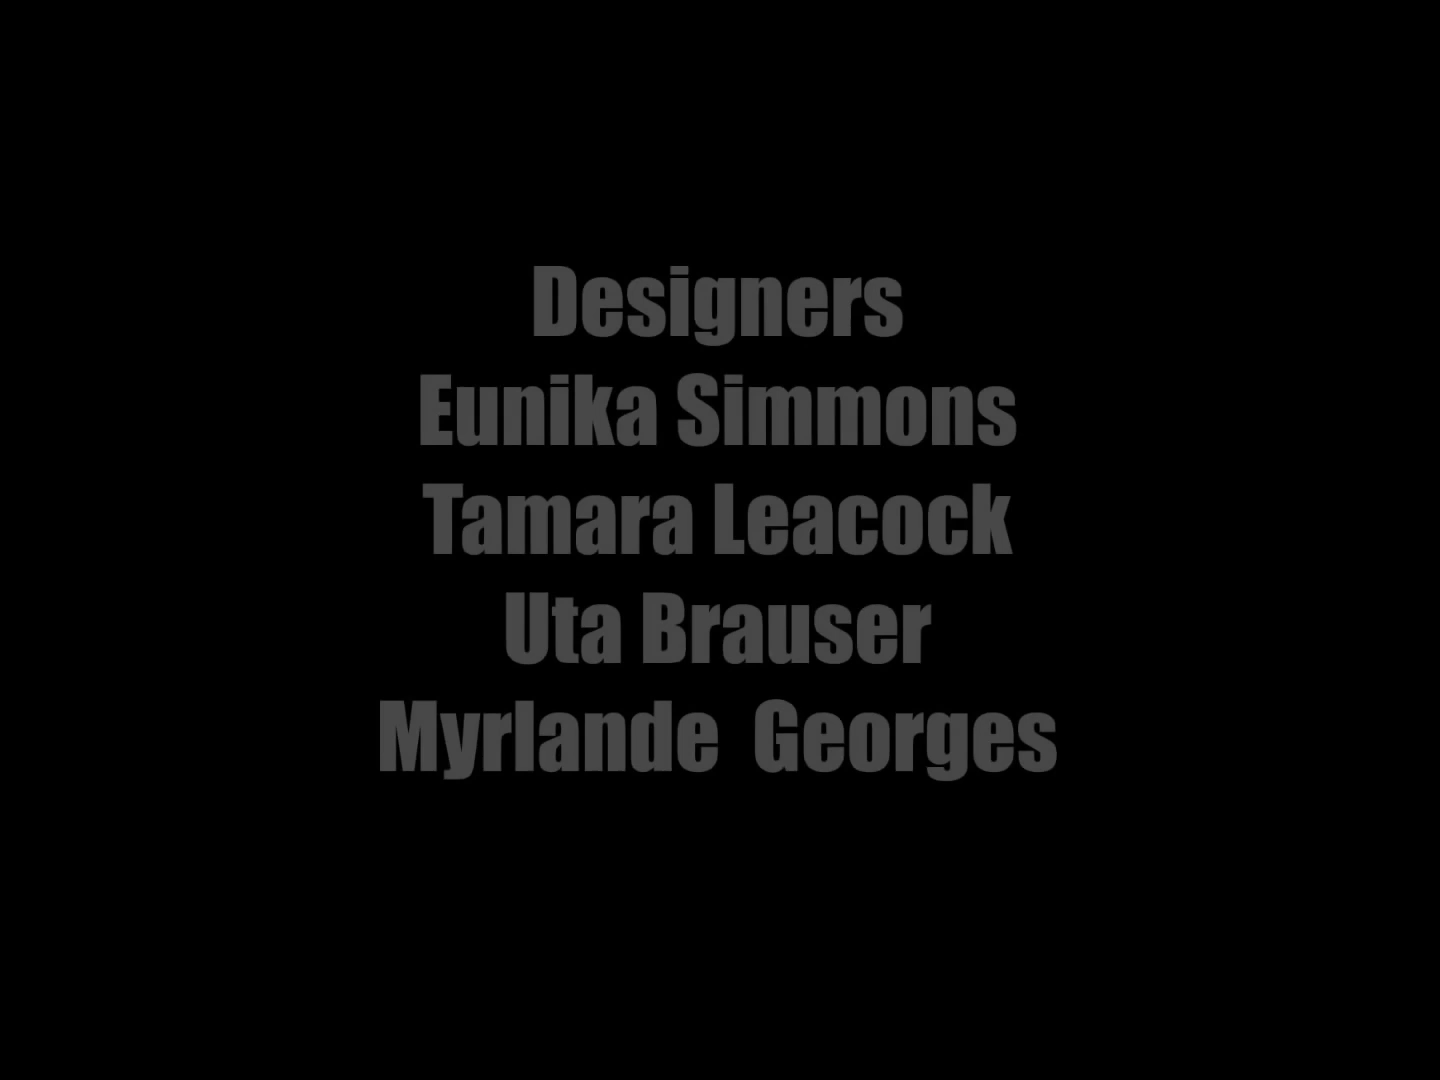 Designers
Eunika Simmons
Tamara Leacock
Uta Brauser
Myrlande  Georges